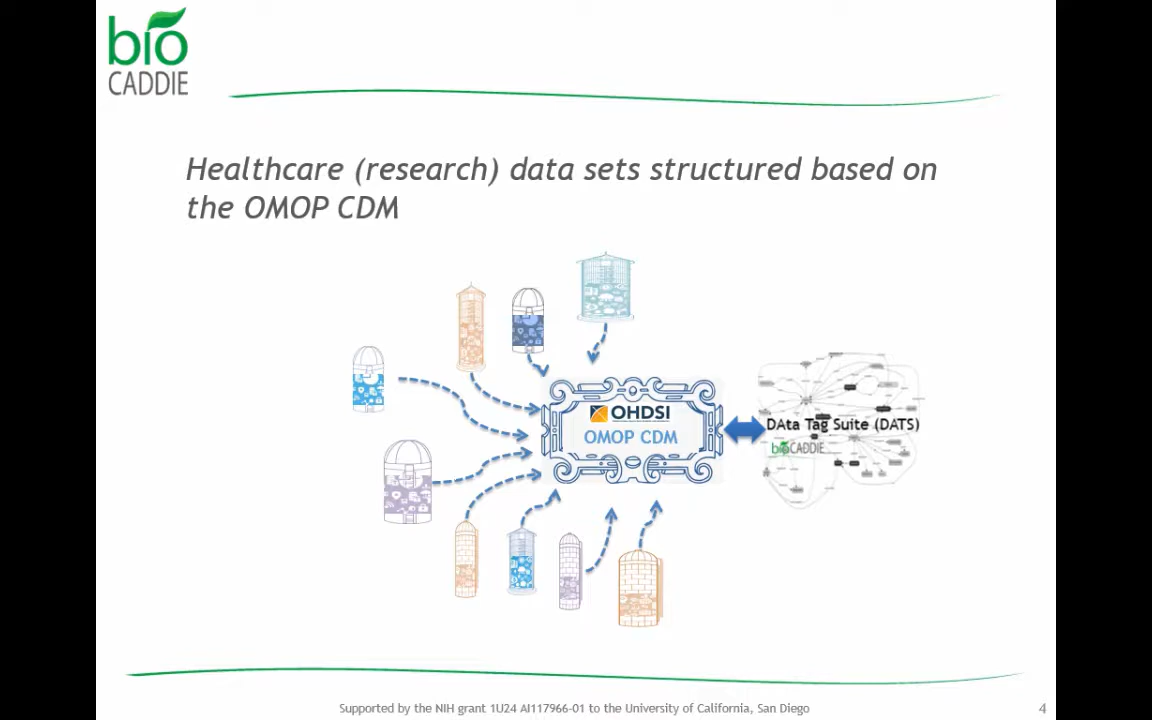 bio
CADDIE
Healthcare (research) data sets structured based on
the OMOP CDM
OHDSI
OMOP CDM
DAta Tag Suite (DATS)
bioCADDIE
Supported by the NIH grant 1U24 AI117966-01 to the University of California, San Diego
4